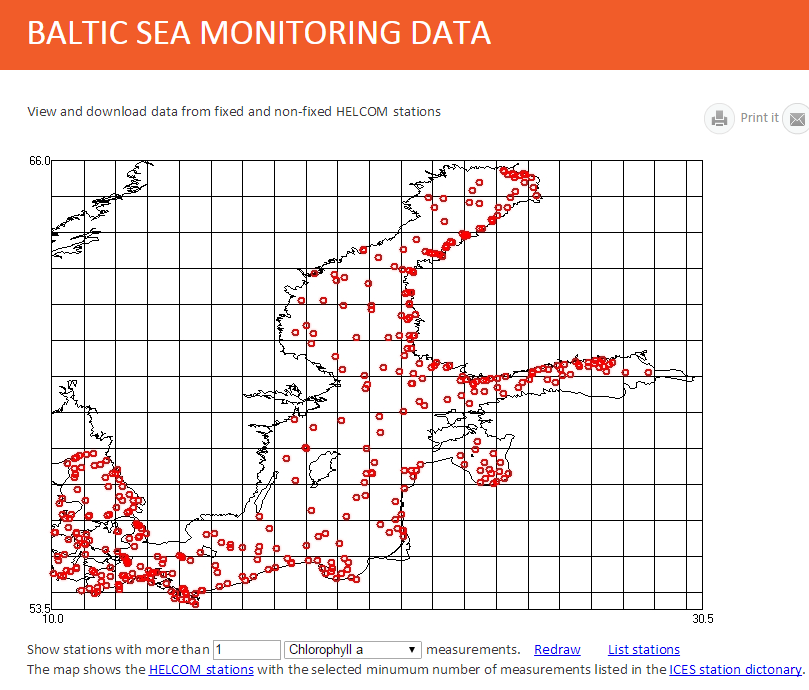 BALTIC SEA MONITORING DATA
View and download data from fixed and non-fixed HELCOM stations
Print it
66.0
53.5
10.0 30.5
Show stations with more than 1 Chlorophyll a measurements. Redraw List stations
The map shows the HELCOM stations with the selected minumum number of measurements listed in the ICES station dictonary.